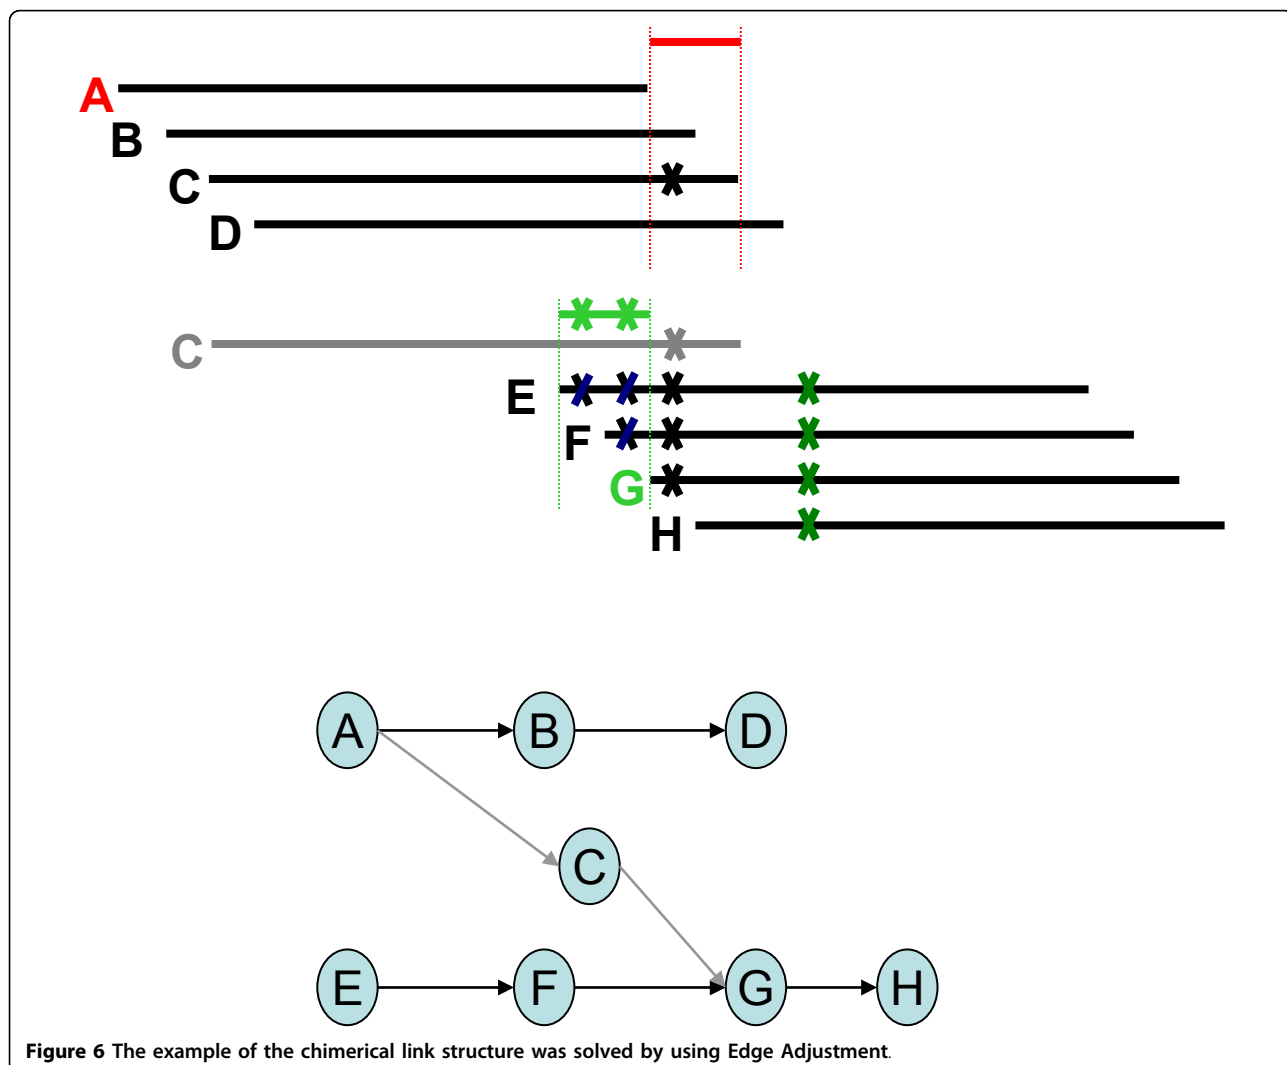 A
B
C
D
C
E
F
G
H
A
B
D
C
E
F
G
H
Figure 6 The example of the chimerical link structure was solved by using Edge Adjustment.